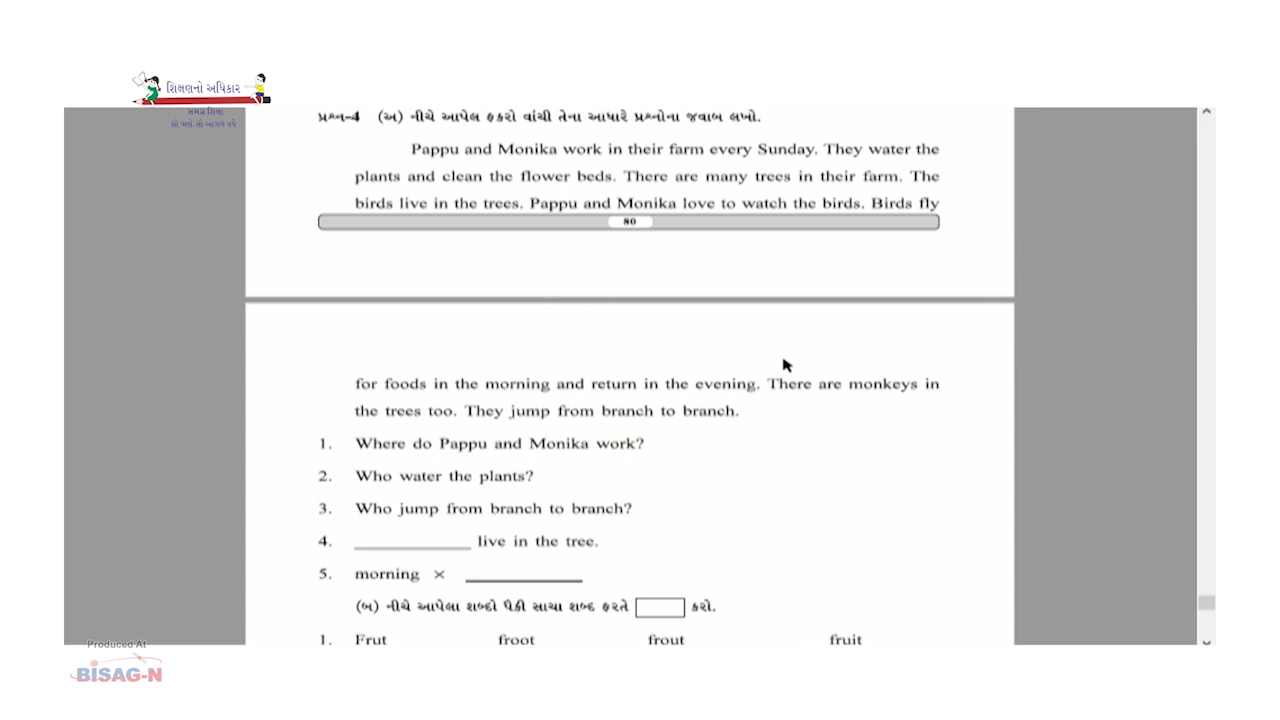 શિક્ષણનો અધિકાર
સમગ્ર શિક્ષા
સૌ ભણે.સૌ આગળ વધે
પ્રશ્ન-4 (અ) નીચે આપેલ ફકરો વાંચી તેના આધારે પ્રશ્નોના જવાબ લખો.
Pappu and Monika work in their farm every Sunday. They water the
plants and clean the flower beds. There are many trees in their farm. The
birds live in the trees. Pappu and Monika love to watch the birds. Birds fly
80
for foods in the morning and return in the evening. There are monkeys in
the trees too. They jump from branch to branch.
1. Where do Pappu and Monika work?
2. Who water the plants?
3. Who jump from branch to branch?
4. ____________ live in the tree.
5. morning × ____________
(બ) નીચે આપેલા શબ્દો પૈકી સાચા શબ્દ ફરતે કરો.
1. Frut froot frout fruit
Produced At
BISAG-N